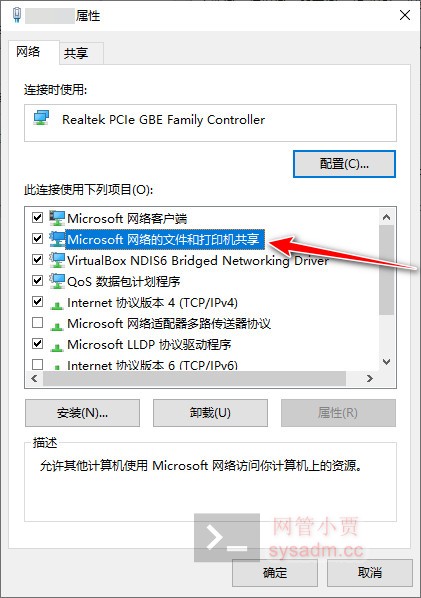 属性
网络
共享
连接时使用:
Realtek PCIe GBE Family Controller
配置(C)...
此连接使用下列项目(O):
Microsoft 网络客户端
Microsoft 网络的文件和打印机共享
VirtualBox NDIS6 Bridged Networking Driver
QoS 数据包计划程序
Internet 协议版本 4 (TCP/IPv4)
Microsoft 网络适配器多路传送器协议
Microsoft LLDP 协议驱动程序
Internet 协议版本 6 (TCP/IPv6)
安装(N)...
卸载(U)
属性(R)
描述
允许其他计算机使用 Microsoft 网络访问你计算机上的资源。
网管小贾
sysadm.cc
确定
取消